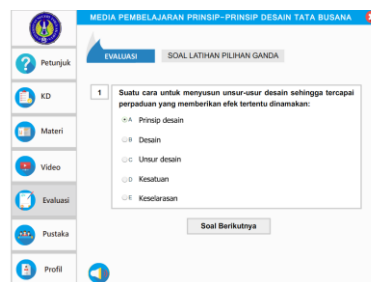 MEDIA PEMBELAJARAN PRINSIP-PRINSIP DESAIN TATA BUSANA
EVALUASI
SOAL LATIHAN PILIHAN GANDA
Petunjuk
KD
Materi
Video
Evaluasi
Pustaka
Profil
1
Suatu cara untuk menyusun unsur-usur desain sehingga tercapai
perpaduan yang memberikan efek tertentu dinamakan:
A Prinsip desain
B Desain
C Unsur desain
D Kesatuan
E Keselarasan
Soal Berikutnya